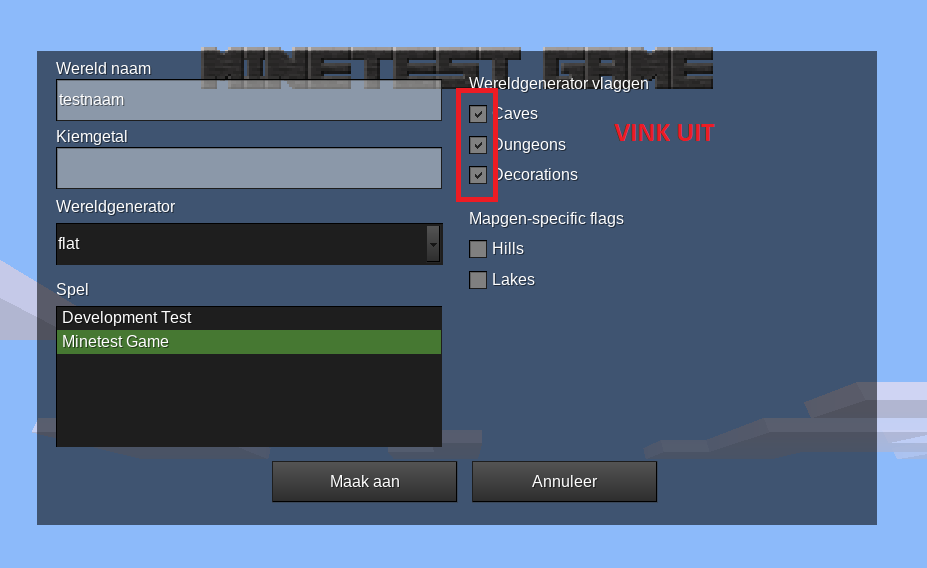 MINETEST GAME
Wereld naam
testnaam
Kiemgetal
Wereldgenerator
flat
Spel
Development Test
Minetest Game
Wereldgenerator vlaggen
Caves
Dungeons
Decorations
VINK UIT
Mapgen-specific flags
Hills
Lakes
Maak aan
Annuleer